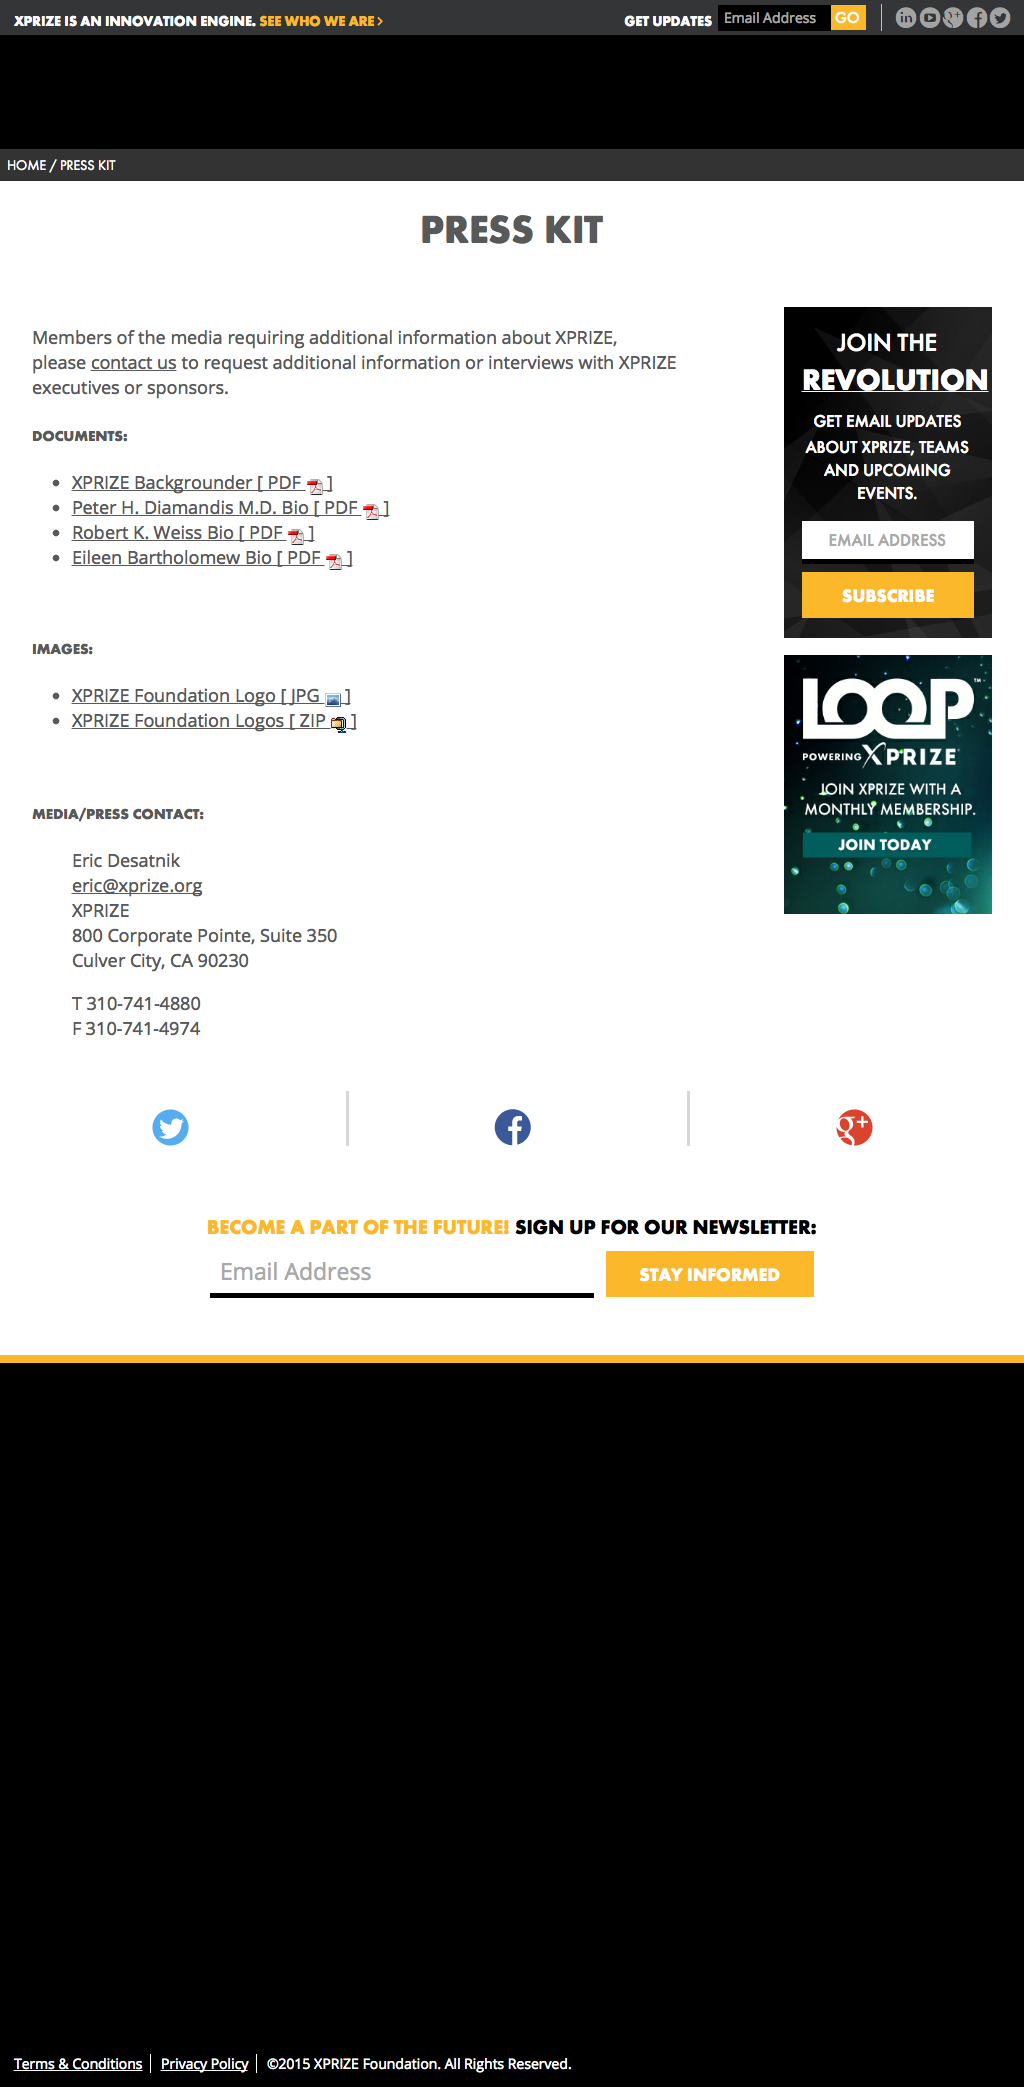 XPRIZE IS AN INNOVATION ENGINE. SEE WHO WE ARE >
GET UPDATES Email Address GO
HOME / PRESS KIT
PRESS KIT
Members of the media requiring additional information about XPRIZE,
please contact us to request additional information or interviews with XPRIZE
executives or sponsors.
DOCUMENTS:
XPRIZE Backgrounder [ PDF ]
Peter H. Diamandis M.D. Bio [ PDF ]
Robert K. Weiss Bio [ PDF ]
Eileen Bartholomew Bio [ PDF ]
IMAGES:
XPRIZE Foundation Logo [ JPG ]
XPRIZE Foundation Logos [ ZIP ]
MEDIA/PRESS CONTACT:
Eric Desatnik
eric@xprize.org
XPRIZE
800 Corporate Pointe, Suite 350
Culver City, CA 90230
T 310-741-4880
F 310-741-4974
JOIN THE
REVOLUTION
GET EMAIL UPDATES
ABOUT XPRIZE, TEAMS
AND UPCOMING
EVENTS.
EMAIL ADDRESS
SUBSCRIBE
LOOP™
POWERING XPRIZE
JOIN XPRIZE WITH A
MONTHLY MEMBERSHIP.
JOIN TODAY
BECOME A PART OF THE FUTURE! SIGN UP FOR OUR NEWSLETTER:
Email Address
STAY INFORMED
Terms & Conditions Privacy Policy ©2015 XPRIZE Foundation. All Rights Reserved.